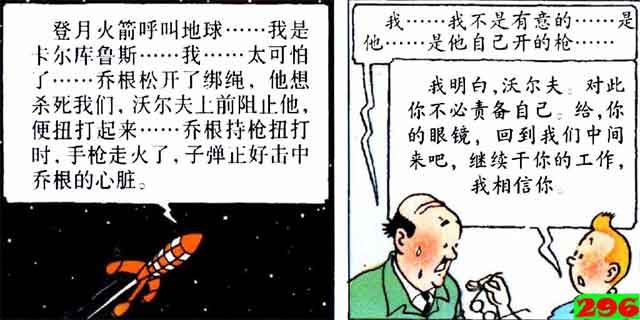 登月火箭呼叫地球……我是
卡尔库鲁斯……我……太可怕
了……乔根松开了绑绳，他想
杀死我们，沃尔夫上前阻止他，
便扭打起来……乔根持枪扭打
时，手枪走火了，子弹正好击中
乔根的心脏。
我……我不是有意的……是
他……是他自己开的枪……
我明白，沃尔夫。对此
你不必责备自己。给，你
的眼镜，回到我们中间
来吧，继续干你的工作，
我相信你。
296